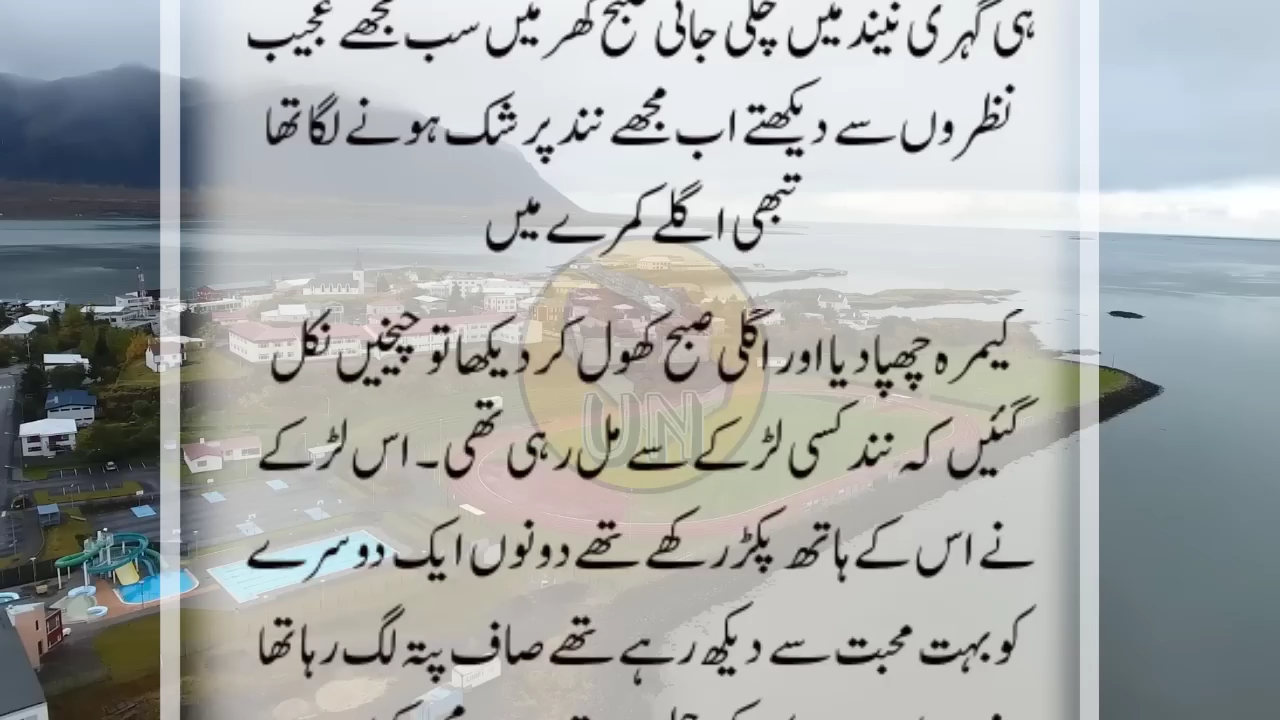 ہی گہری نیند میں چلی جاتی صبح گھر میں سب مجھے عجیب
نظروں سے دیکھتے اب مجھے نند پر شک ہونے لگا تھا
تبھی اگلے کمرے میں
کیمرہ چھپا دیا اور اگلی صبح کھول کر دیکھا تو چیخیں نکل
گئیں کہ نند کسی لڑکے سے مل رہی تھی۔ اس لڑکے
نے اس کے ہاتھ پکڑ رکھے تھے دونوں ایک دوسرے
کو بہت محبت سے دیکھ رہے تھے صاف پتہ لگ رہا تھا
UN